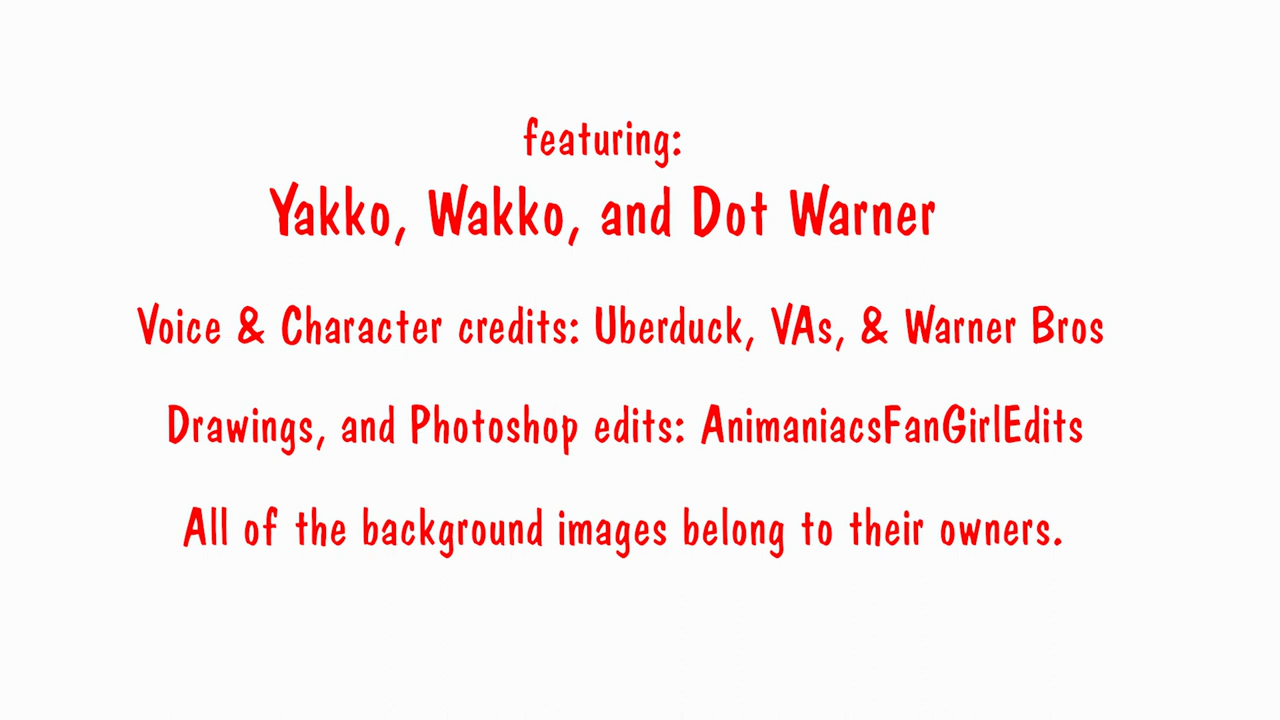 featuring:
Yakko, Wakko, and Dot Warner
Voice & Character credits: Uberduck, VAs, & Warner Bros
Drawings, and Photoshop edits: AnimaniacsFanGirlEdits
All of the background images belong to their owners.